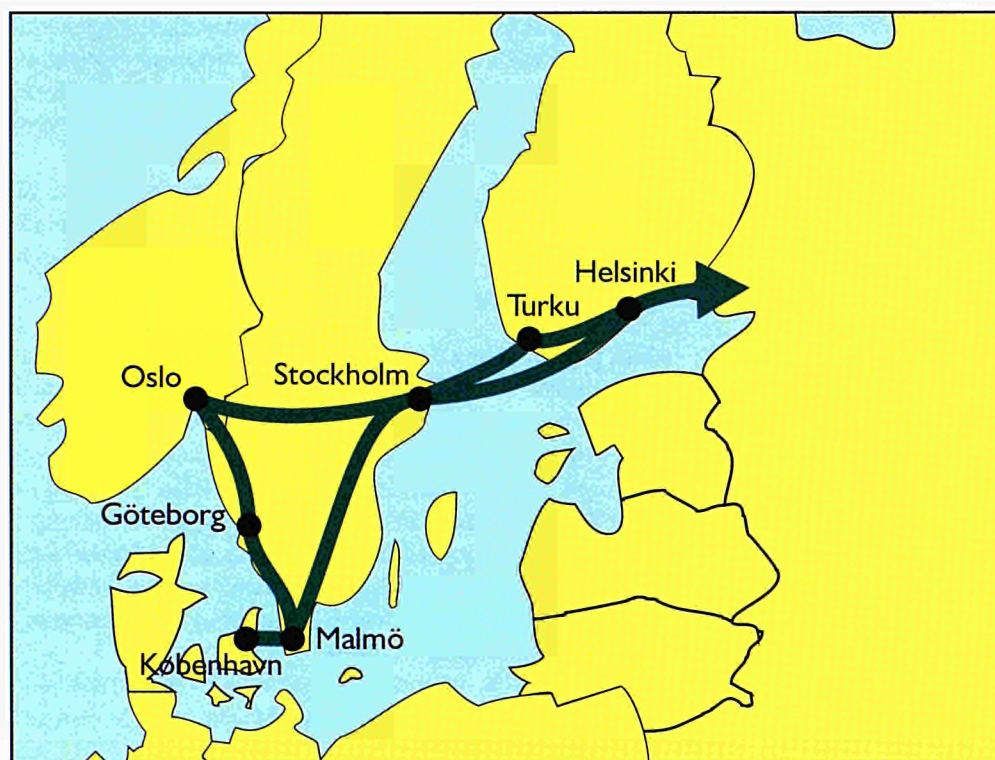 Helsinki
Turku
Oslo
Stockholm
Göteborg
Malmö
København